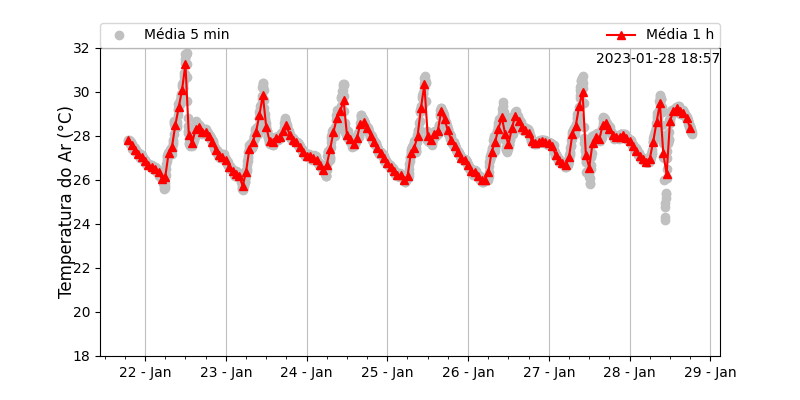 Média 5 min
Média 1 h
2023-01-28 18:57
Temperatura do Ar (°C)
32
30
28
26
24
22
20
18
22 - Jan
23 - Jan
24 - Jan
25 - Jan
26 - Jan
27 - Jan
28 - Jan
29 - Jan